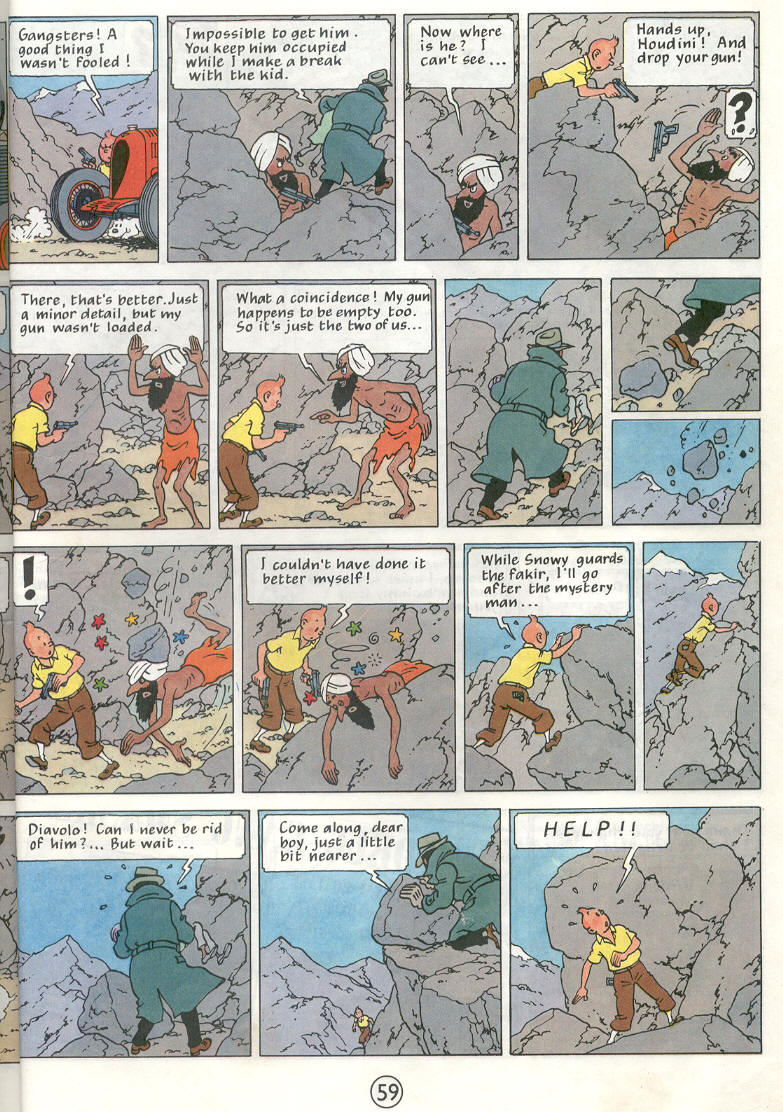 Gangsters! A
good thing I
wasn't fooled!
Impossible to get him.
You keep him occupied
while I make a break
with the kid.
Now where
is he? I
can't see...
Hands up,
Houdini! And
drop your gun!
?
There, that's better. Just
a minor detail, but my
gun wasn't loaded.
What a coincidence! My gun
happens to be empty too.
So it's just the two of us...
!
I couldn't have done it
better myself!
While Snowy guards
the fakir, I'll go
after the mystery
man...
Diavolo! Can I never be rid
of him?... But wait...
Come along, dear
boy, just a little
bit nearer...
HELP!!
59